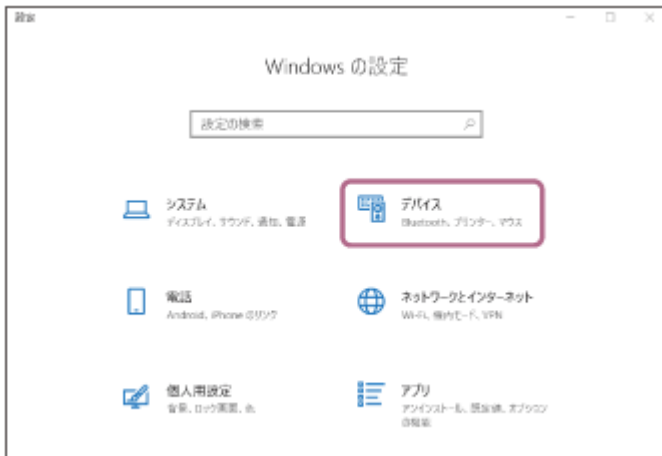 設定
Windows の設定
設定の検索
システム
ディスプレイ、サウンド、通知、電源
デバイス
Bluetooth、プリンター、マウス
電話
Android、iPhone のリンク
ネットワークとインターネット
Wi-Fi、機内モード、VPN
個人用設定
背景、ロック画面、色
アプリ
アンインストール、既定値、オプション
の機能